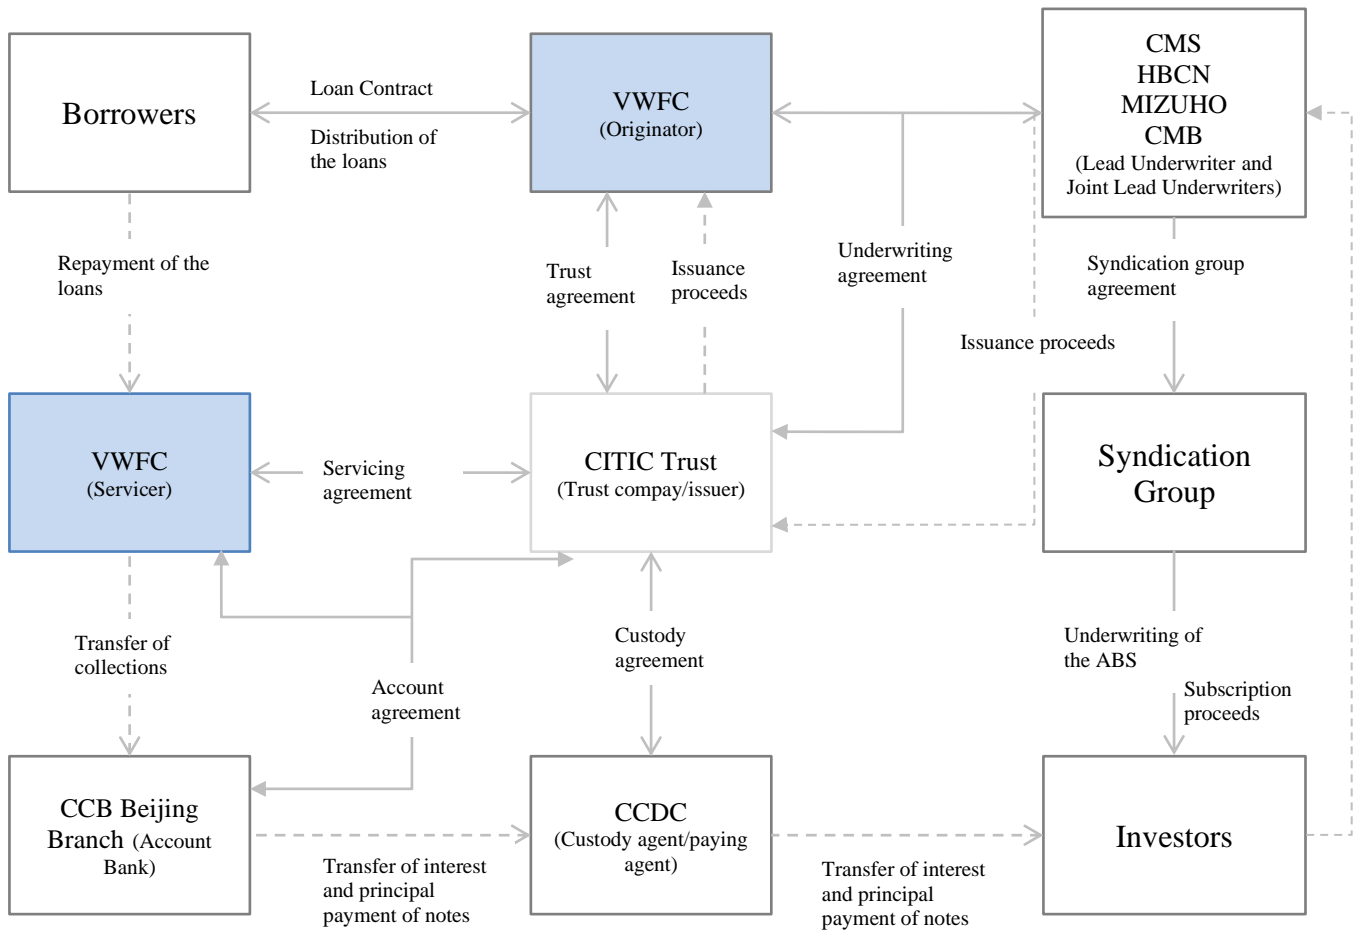 Borrowers
Loan Contract
Distribution of
the loans
VWFC
(Originator)
CMS
HBCN
MIZUHO
CMB
(Lead Underwriter and
Joint Lead Underwriters)
Repayment of the
loans
Trust
agreement
Issuance
proceeds
Underwriting
agreement
Syndication group
agreement
Issuance proceeds
VWFC
(Servicer)
Servicing
agreement
CITIC Trust
(Trust compay/issuer)
Syndication
Group
Transfer of
collections
Account
agreement
Custody
agreement
Underwriting of
the ABS
Subscription
proceeds
CCB Beijing
Branch (Account
Bank)
Transfer of interest
and principal
payment of notes
CCDC
(Custody agent/paying
agent)
Transfer of interest
and principal
payment of notes
Investors